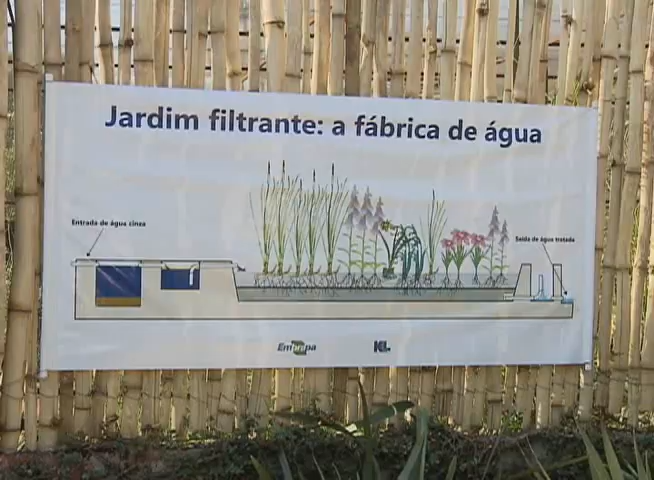 Jardim filtrante: a fábrica de água
Entrada de água cinza
Saída de água tratada
Embrapa
KL